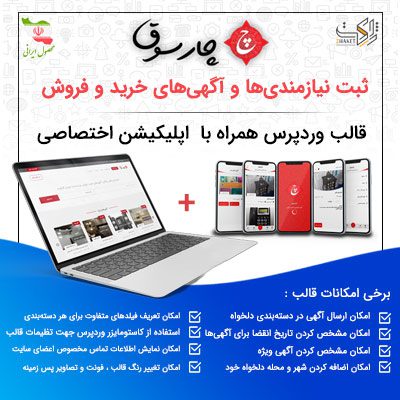 محصول ایرانی
چارسوق
ژاکت
ZHAKET
ثبت نیازمندی‌ها و آگهی‌های خرید و فروش
قالب وردپرس همراه با اپلیکیشن اختصاصی
+
برخی امکانات قالب :
امکان ارسال آگهی در دسته‌بندی دلخواه
امکان تعریف فیلدهای متفاوت برای هر دسته‌بندی
امکان مشخص کردن تاریخ انقضا برای آگهی‌ها
استفاده از کاستومایزر وردپرس جهت تظیمات قالب
امکان مشخص کردن آگهی ویژه
امکان نمایش اطلاعات تماس مخصوص اعضای سایت
امکان اضافه کردن شهر و محله دلخواه خود
امکان تغییر رنگ قالب ، فونت و تصاویر پس زمینه